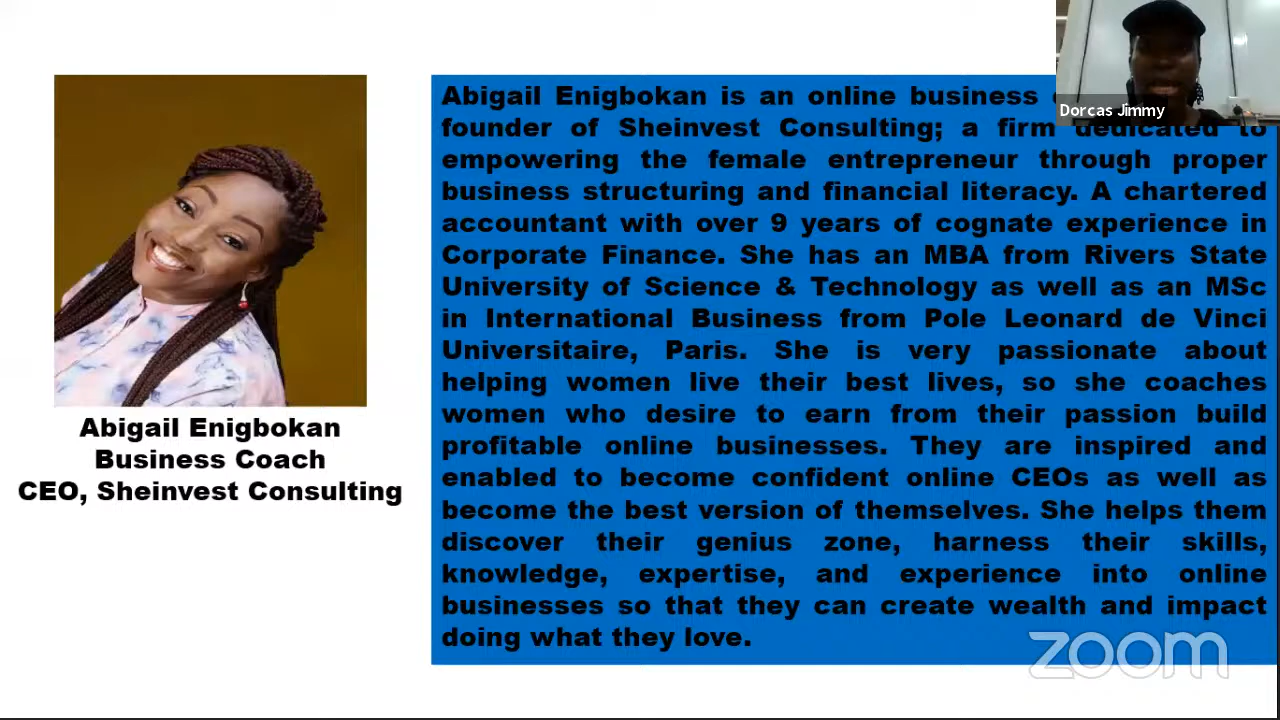 Abigail Enigbokan is an online business
Dorcas Jimmy
founder of Sheinvest Consulting; a firm dedicated to
empowering the female entrepreneur through proper
business structuring and financial literacy. A chartered
accountant with over 9 years of cognate experience in
Corporate Finance. She has an MBA from Rivers State
University of Science & Technology as well as an MSc
in International Business from Pole Leonard de Vinci
Universitaire, Paris. She is very passionate about
helping women live their best lives, so she coaches
women who desire to earn from their passion build
profitable online businesses. They are inspired and
enabled to become confident online CEOs as well as
become the best version of themselves. She helps them
discover their genius zone, harness their skills,
knowledge, expertise, and experience into online
businesses so that they can create wealth and impact
doing what they love.
Abigail Enigbokan
Business Coach
CEO, Sheinvest Consulting
zoom